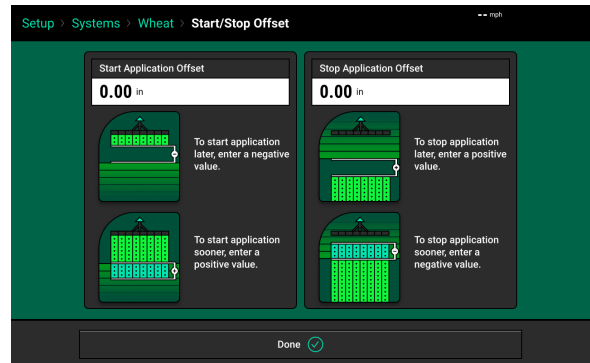 Setup > Systems > Wheat > Start/Stop Offset
-- mph
Start Application Offset
0.00 in
To start application
later, enter a negative
value.
To start application
sooner, enter a
positive value.
Stop Application Offset
0.00 in
To stop application
later, enter a positive
value.
To stop application
sooner, enter a
negative value.
Done